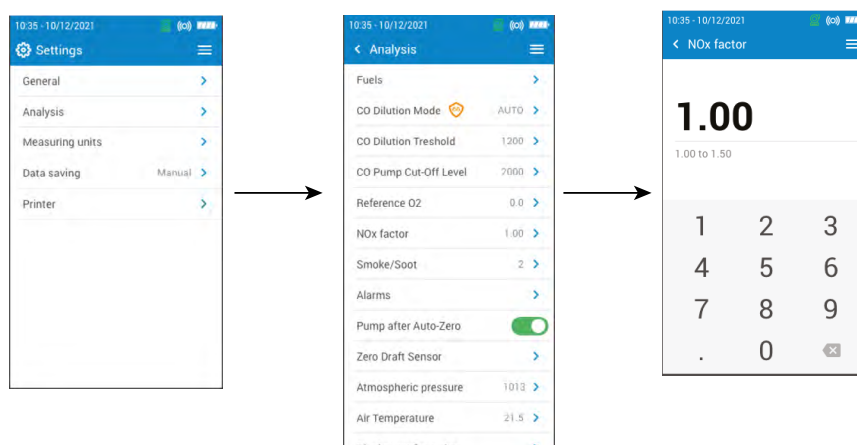 10:35 - 10/12/2021
Settings
General
Analysis
Measuring units
Data saving Manual
Printer
10:35 - 10/12/2021
Analysis
Fuels
CO Dilution Mode AUTO
CO Dilution Treshold 1200
CO Pump Cut-Off Level 2000
Reference O2 0.0
NOx factor 1.00
Smoke/Soot 2
Alarms
Pump after Auto-Zero
Zero Draft Sensor
Atmospheric pressure 1013
Air Temperature 21.5
10:35 - 10/12/2021
NOx factor
1.00
1.00 to 1.50
1 2 3
4 5 6
7 8 9
. 0